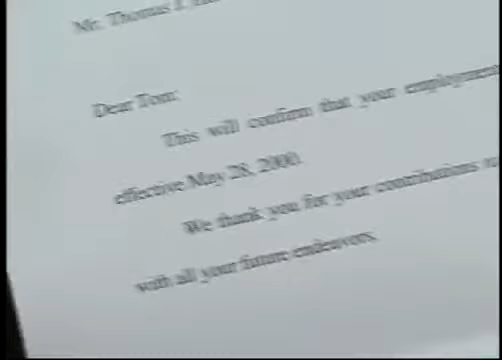 Mr. Thomas J.
Dear Tom:
This will confirm that your employment
effective May 28, 2000.
We thank you for your contributions
with all your future endeavors.